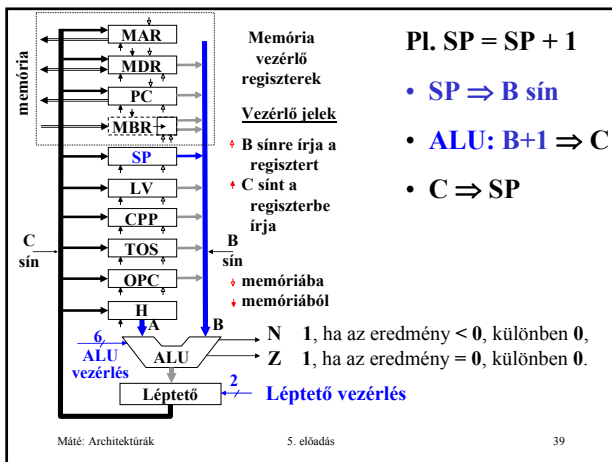 memória
MAR
MDR
PC
MBR
SP
LV
CPP
TOS
OPC
H
C
sín
B
sín
A
B
6
ALU
vezérlés
ALU
Léptető
2
Léptető vezérlés
N 1, ha az eredmény < 0, különben 0,
Z 1, ha az eredmény = 0, különben 0.
Memória
vezérlő
regiszterek
Vezérlő jelek
B sínre írja a
regisztert
C sínt a
regiszterbe
írja
memóriába
memóriából
Pl. SP = SP + 1
• SP ⇒ B sín
• ALU: B+1 ⇒ C
• C ⇒ SP
Máté: Architektúrák
5. előadás
39